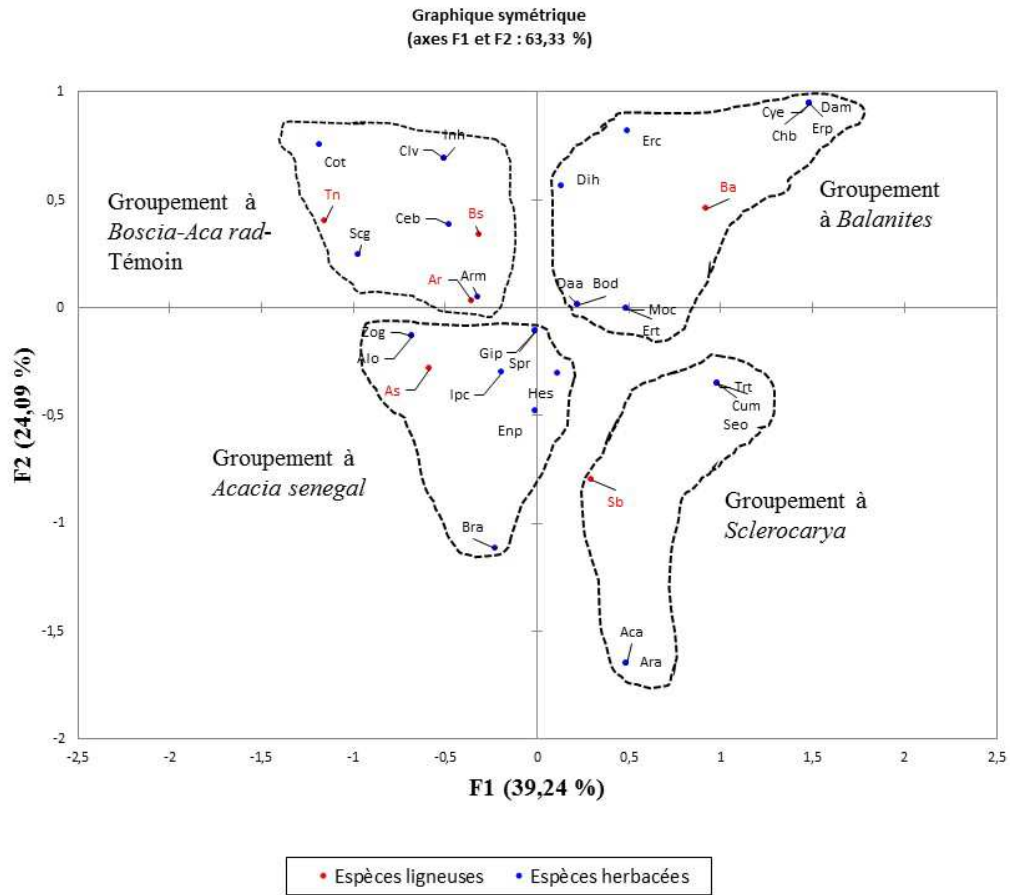 Graphique symétrique
(axes F1 et F2 : 63,33 %)
1
0,5
0
-0,5
-1
-1,5
-2
F2 (24,09 %)
Groupement à
Boscia-Aca rad-
Témoin
Cot
Clv
Inh
Tn
Ceb
Bs
Scg
Ar
Arm
Groupement
à Balanites
Cye
Dam
Chb
Erp
Erc
Dih
Ba
Daa
Bod
Moc
Ert
Groupement à
Acacia senegal
Zog
Alo
As
Gip
Spr
Ipc
Hes
Enp
Bra
Groupement à
Sclerocarya
Trt
Cum
Seo
Sb
Aca
Ara
-2,5
-2
-1,5
-1
-0,5
0
0,5
1
1,5
2
2,5
F1 (39,24 %)
Espèces ligneuses
Espèces herbacées